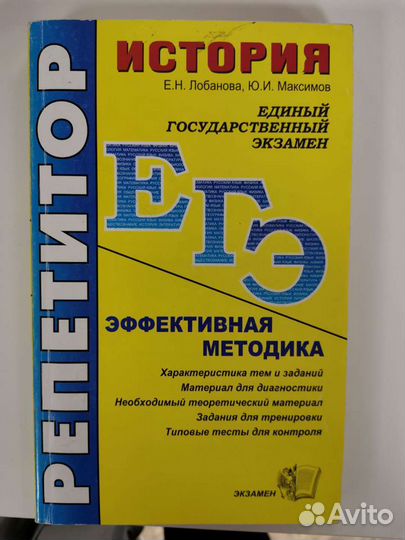 РЕПЕТИТОР
ИСТОРИЯ
Е.Н. Лобанова, Ю.И. Максимов
ЕДИНЫЙ
ГОСУДАРСТВЕННЫЙ
ЭКЗАМЕН
ЕГЭ
ЭФФЕКТИВНАЯ
МЕТОДИКА
Характеристика тем и заданий
Материал для диагностики
Необходимый теоретический материал
Задания для тренировки
Типовые тесты для контроля
ЭКЗАМЕН
Avito